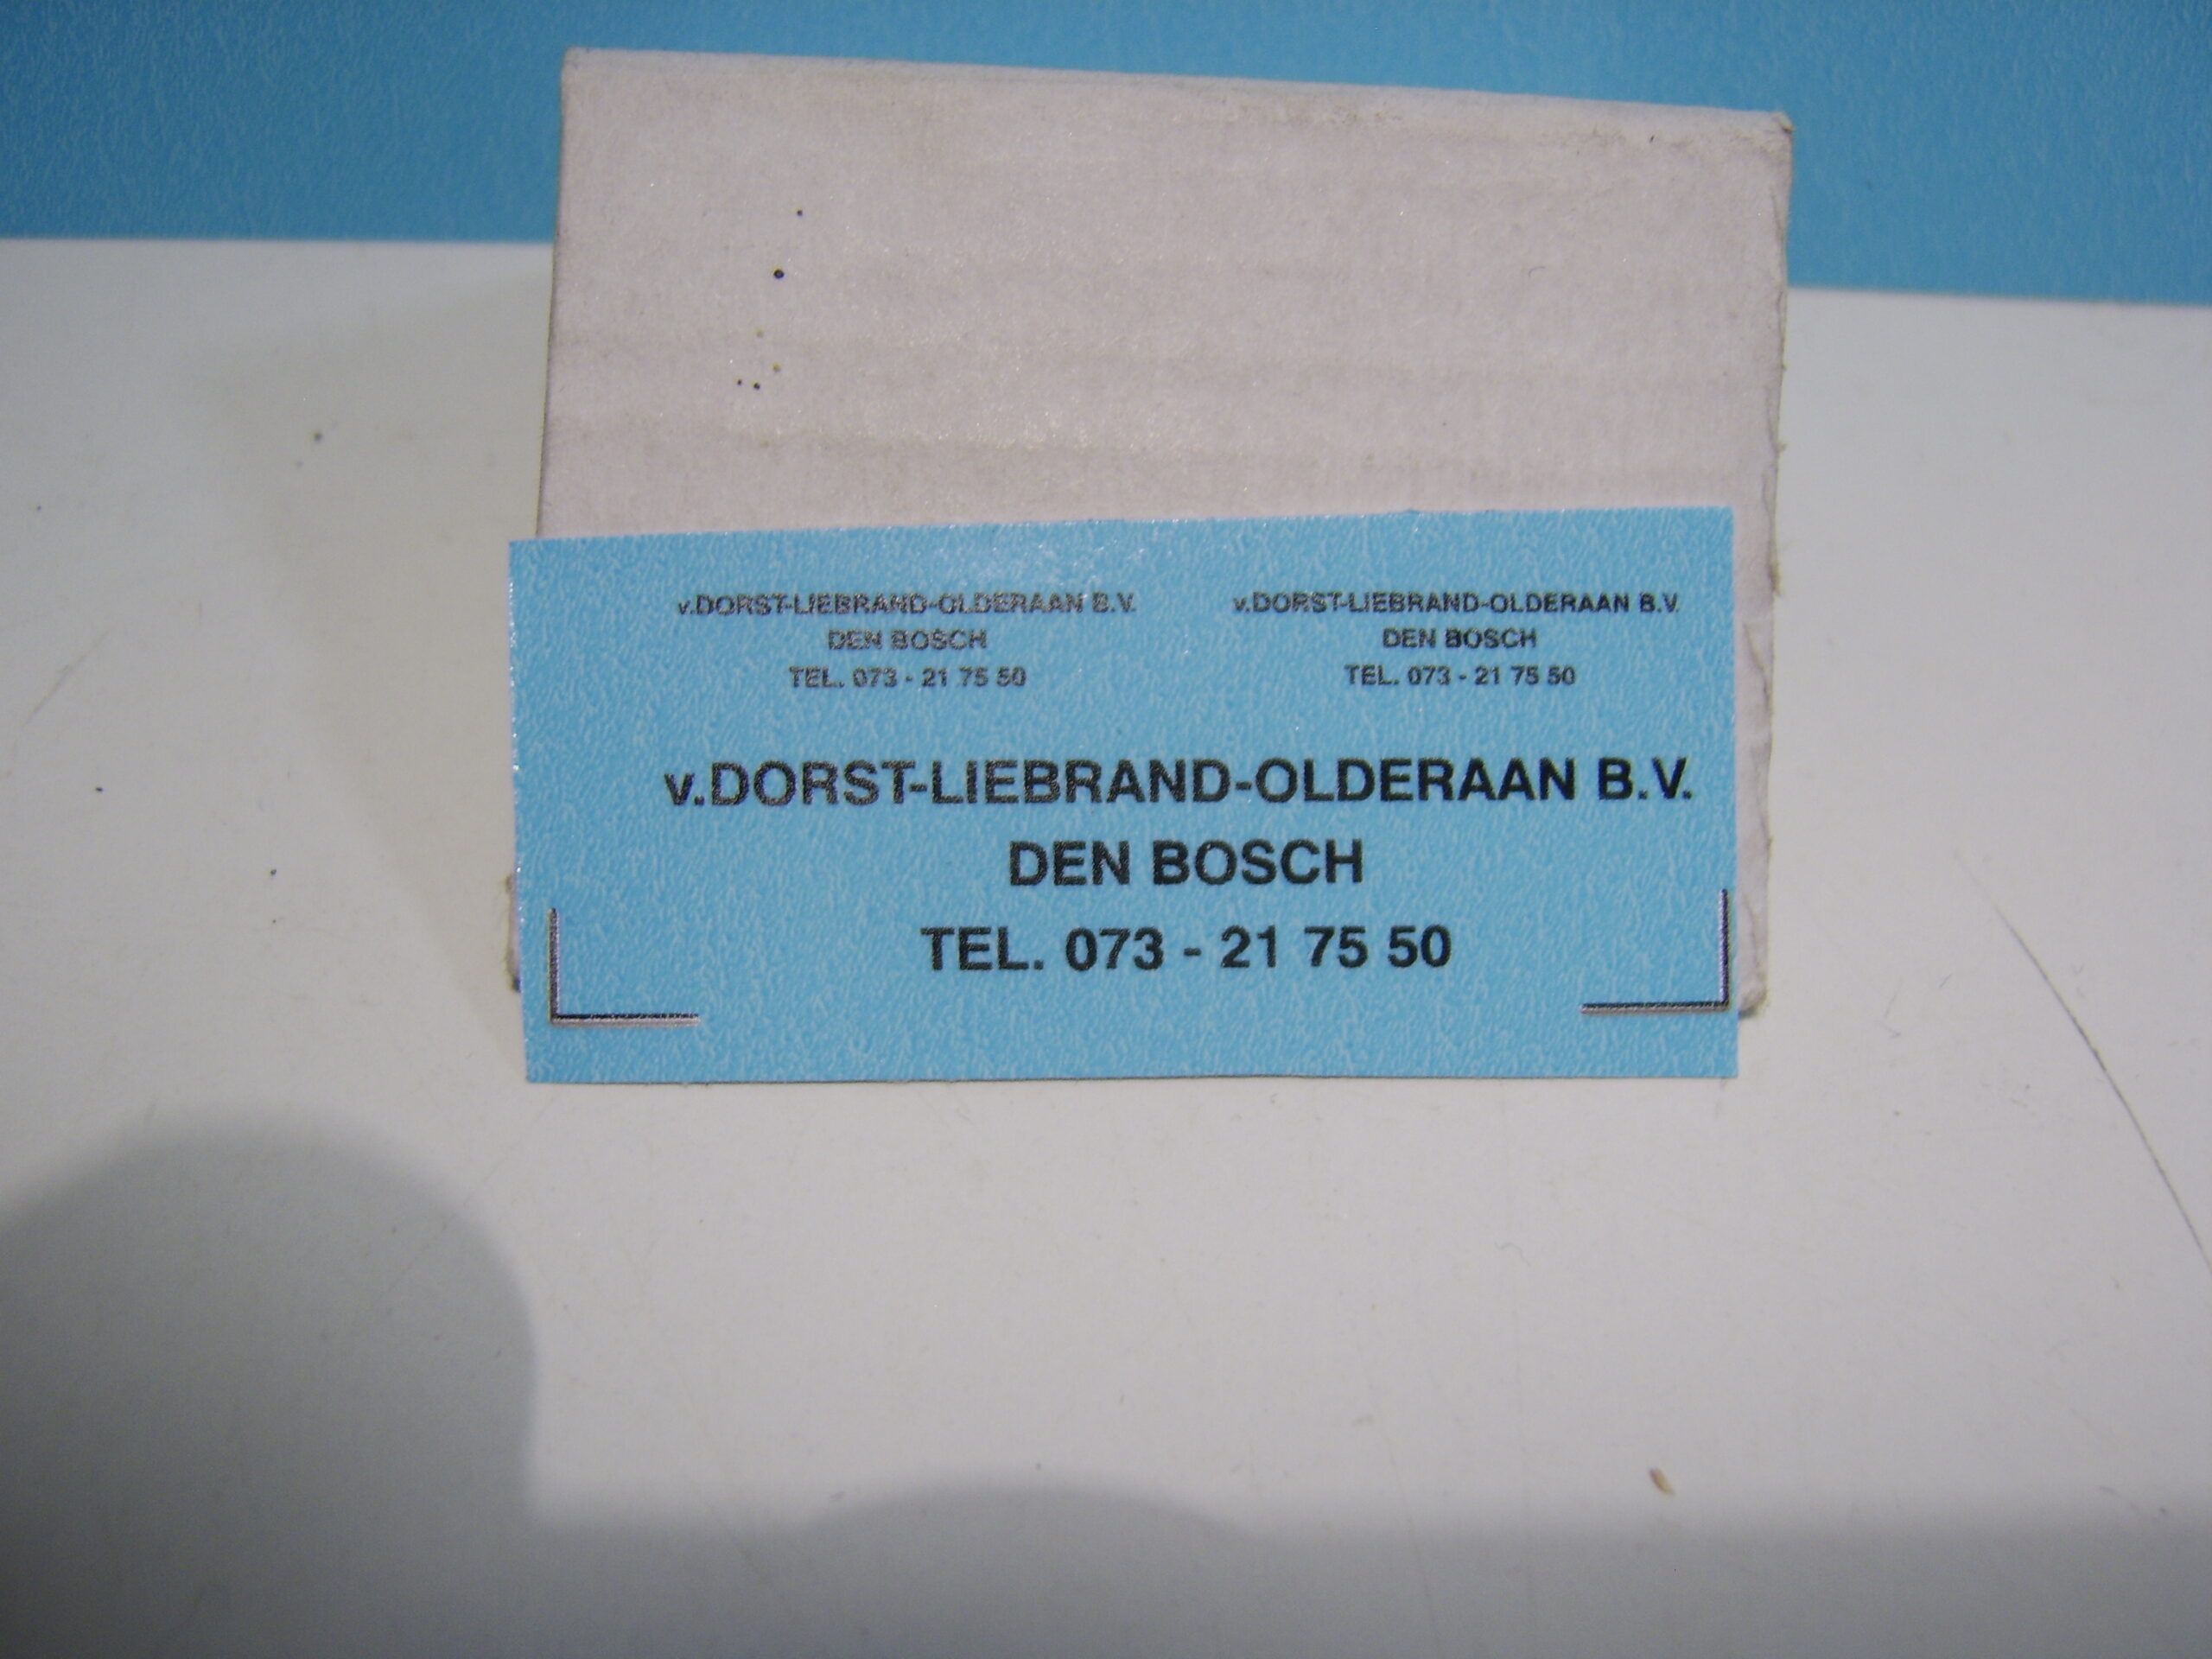 v.DORST-LIEBRAND-OLDERAAN B.V.
DEN BOSCH
TEL. 073 - 21 75 50
v.DORST-LIEBRAND-OLDERAAN B.V.
DEN BOSCH
TEL. 073 - 21 75 50
v.DORST-LIEBRAND-OLDERAAN B.V.
DEN BOSCH
TEL. 073 - 21 75 50